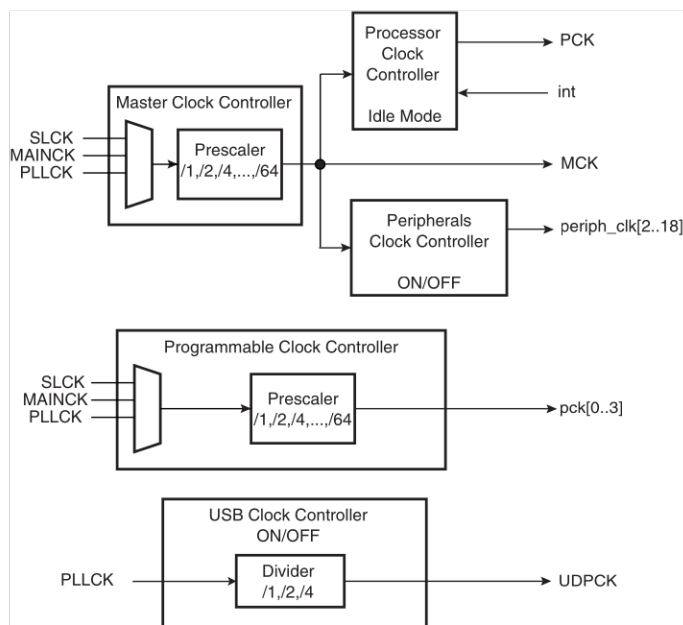 Processor
Clock
Controller
Idle Mode
PCK
int
Master Clock Controller
SLCK
MAINCK
PLLCK
Prescaler
/1,/2,/4,...,/64
MCK
Peripherals
Clock Controller
ON/OFF
periph_clk[2..18]
Programmable Clock Controller
SLCK
MAINCK
PLLCK
Prescaler
/1,/2,/4,...,/64
pck[0..3]
USB Clock Controller
ON/OFF
PLLCK
Divider
/1,/2,/4
UDPCK